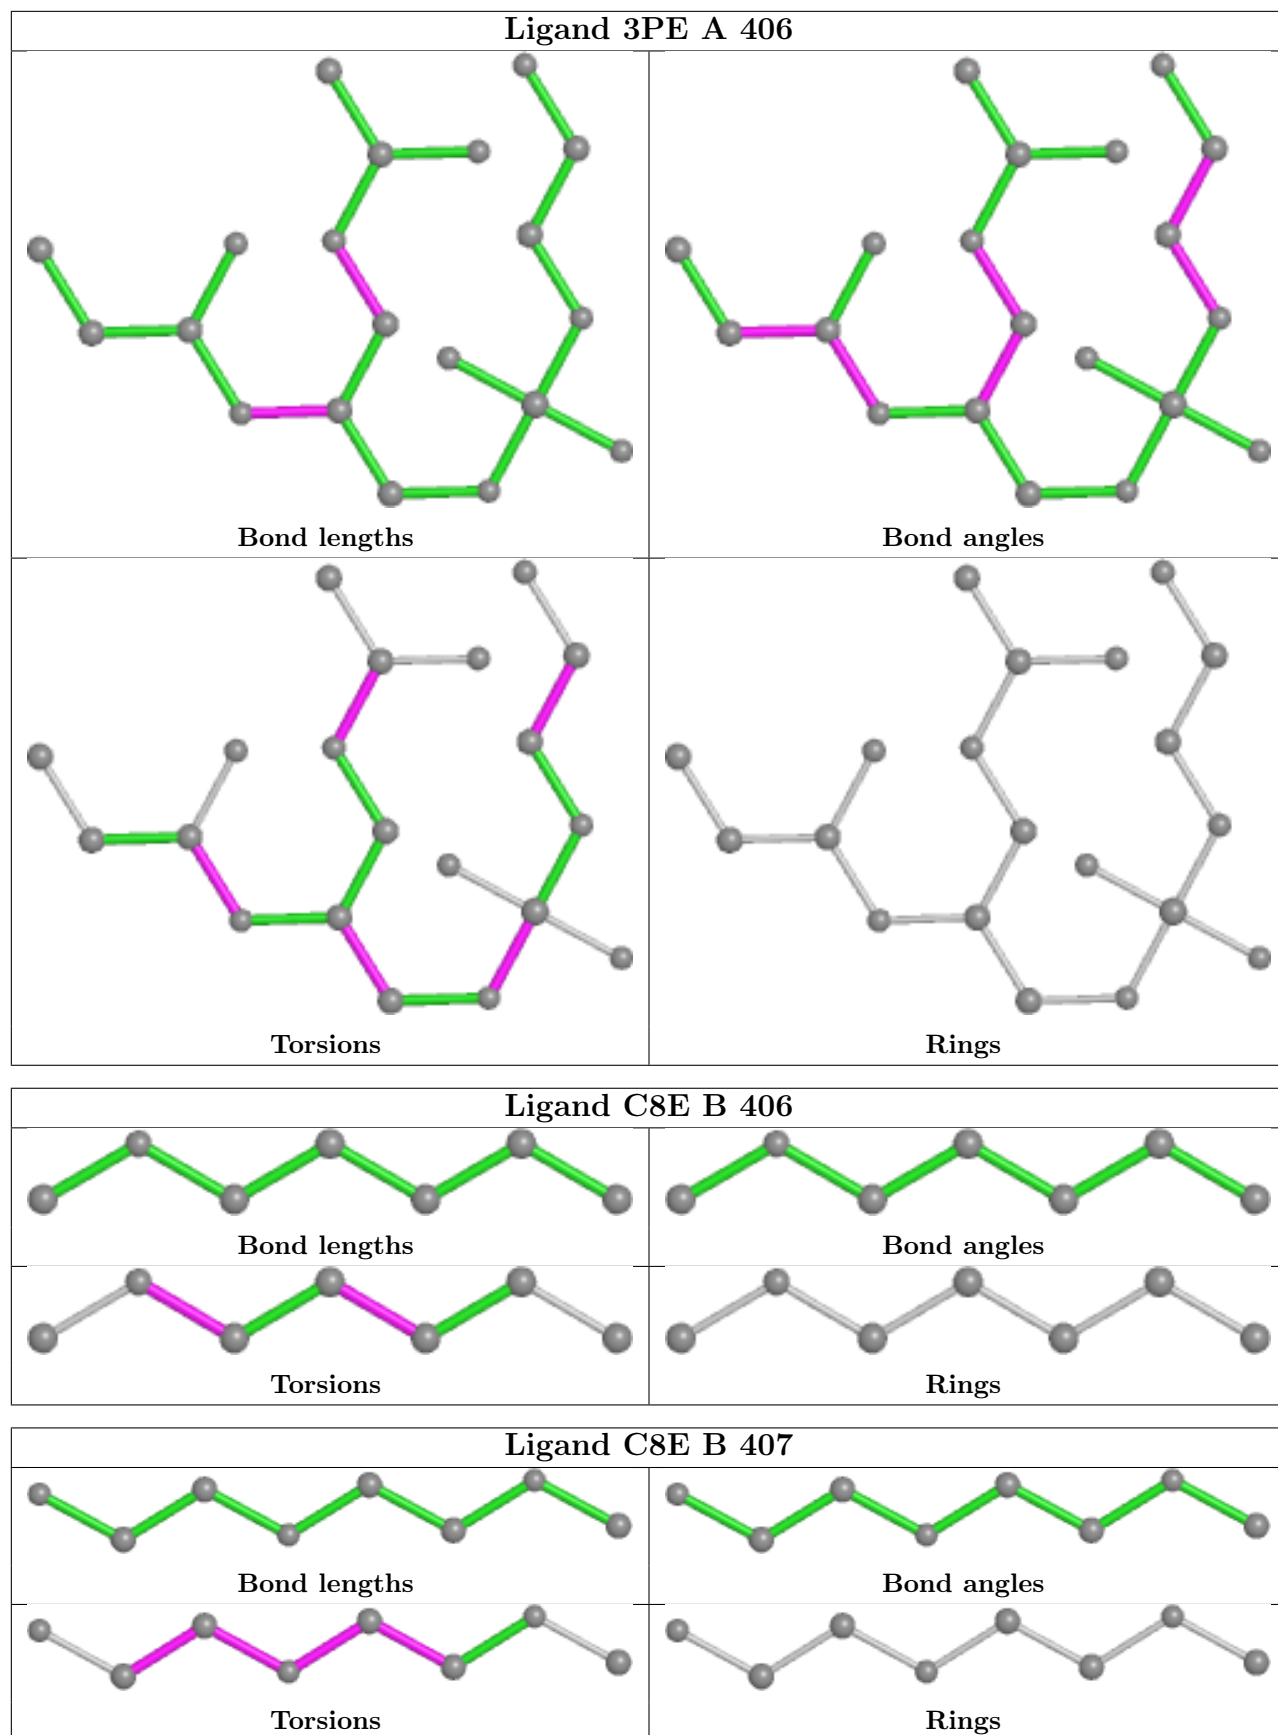 Ligand 3PE A 406
Bond lengths
Bond angles
Torsions
Rings
Ligand C8E B 406
Bond lengths
Bond angles
Torsions
Rings
Ligand C8E B 407
Bond lengths
Bond angles
Torsions
Rings